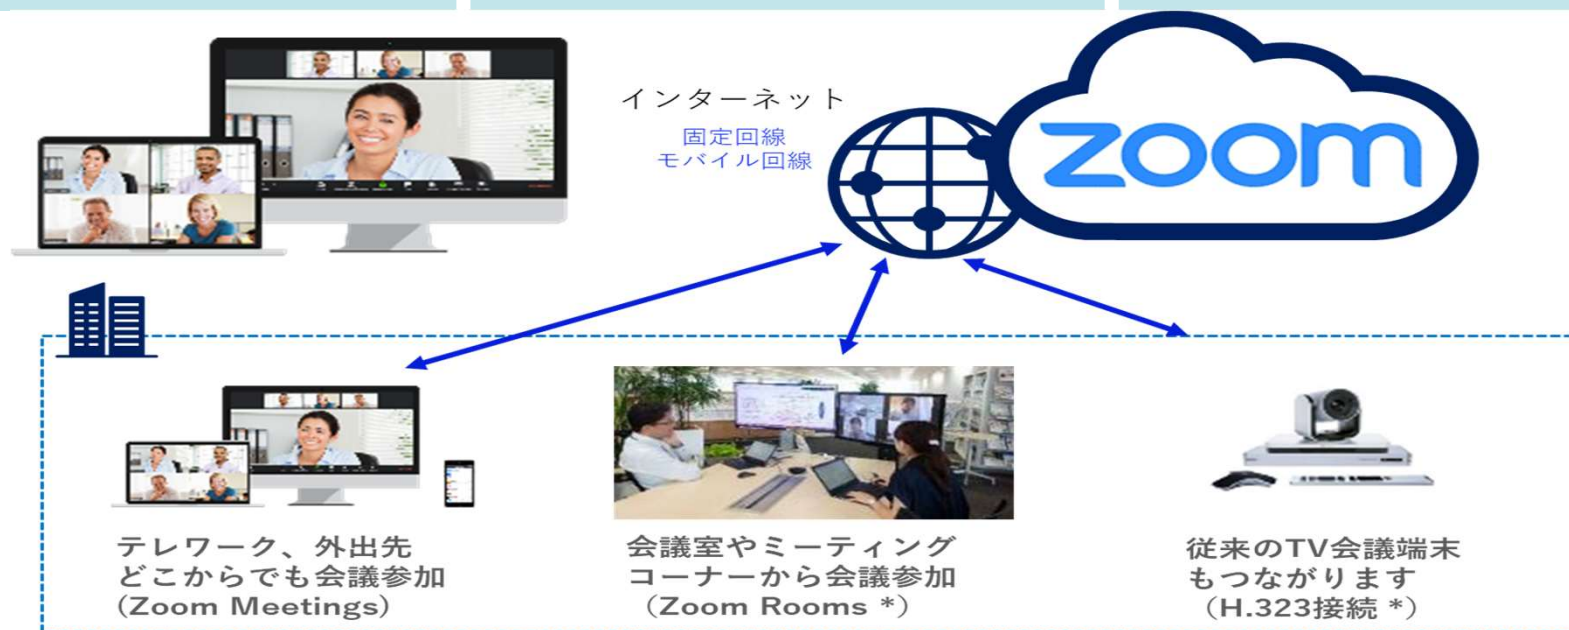 インターネット
固定回線
モバイル回線
zoom
テレワーク、外出先
どこからでも会議参加
(Zoom Meetings)
会議室やミーティング
コーナーから会議参加
（Zoom Rooms *）
従来のTV会議端末
もつながります
（H.323接続 *）